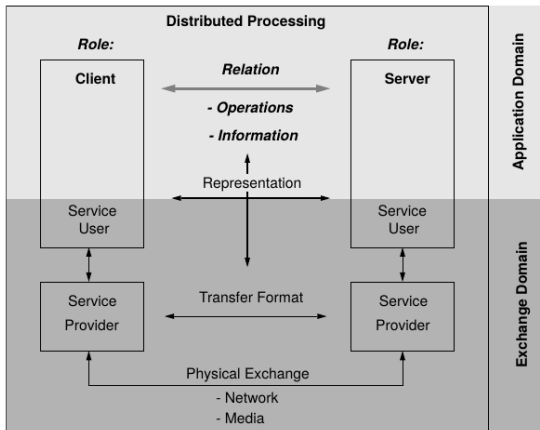 Distributed Processing
Role:
Role:
Client
Relation
Server
- Operations
- Information
Representation
Service
User
Service
User
Service
Provider
Transfer Format
Service
Provider
Physical Exchange
- Network
- Media
Application Domain
Exchange Domain